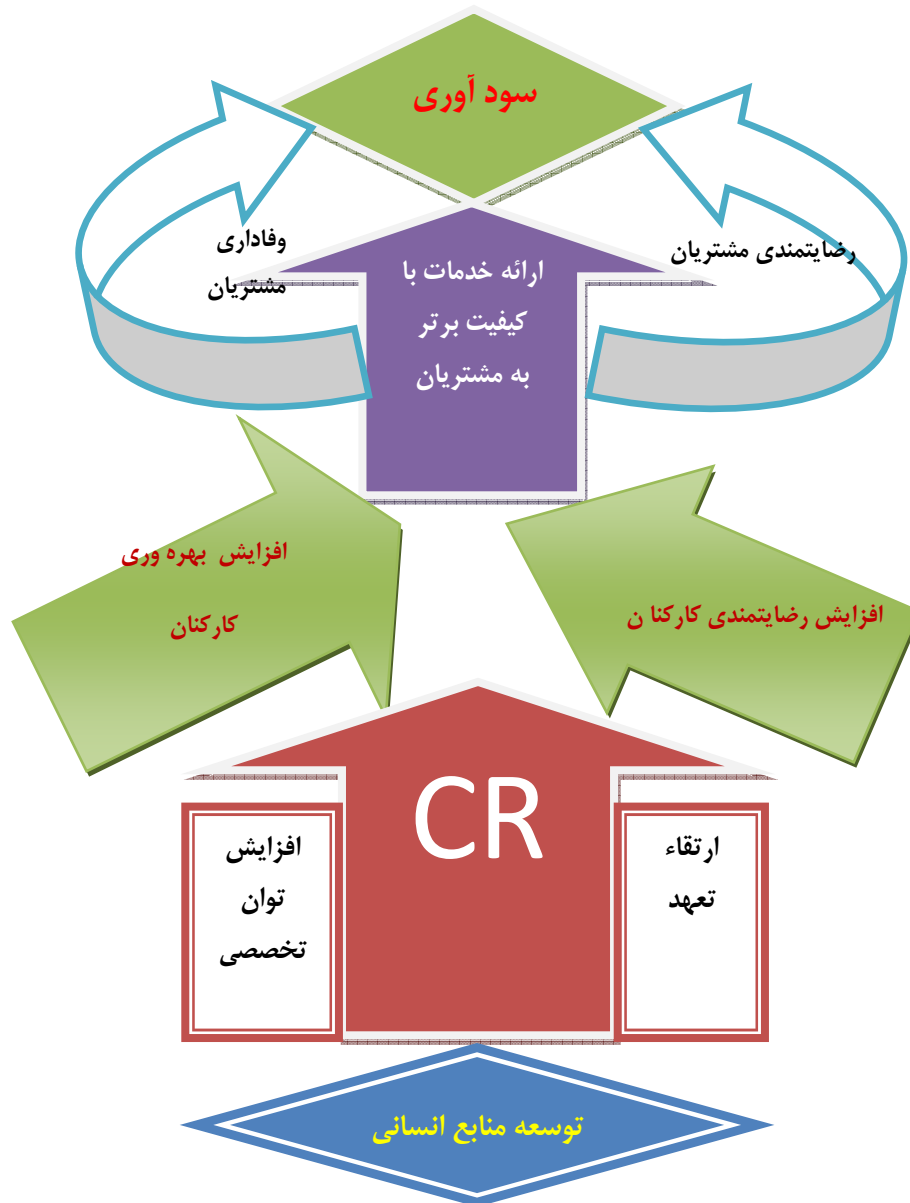 سود آوری
رضایتمندی مشتریان
وفاداری
مشتریان
ارائه خدمات با
کیفیت برتر
به مشتریان
افزایش رضایتمندی کارکنا ن
افزایش بهره وری
کارکنان
CR
ارتقاء
تعهد
افزایش
توان
تخصصی
توسعه منابع انسانی